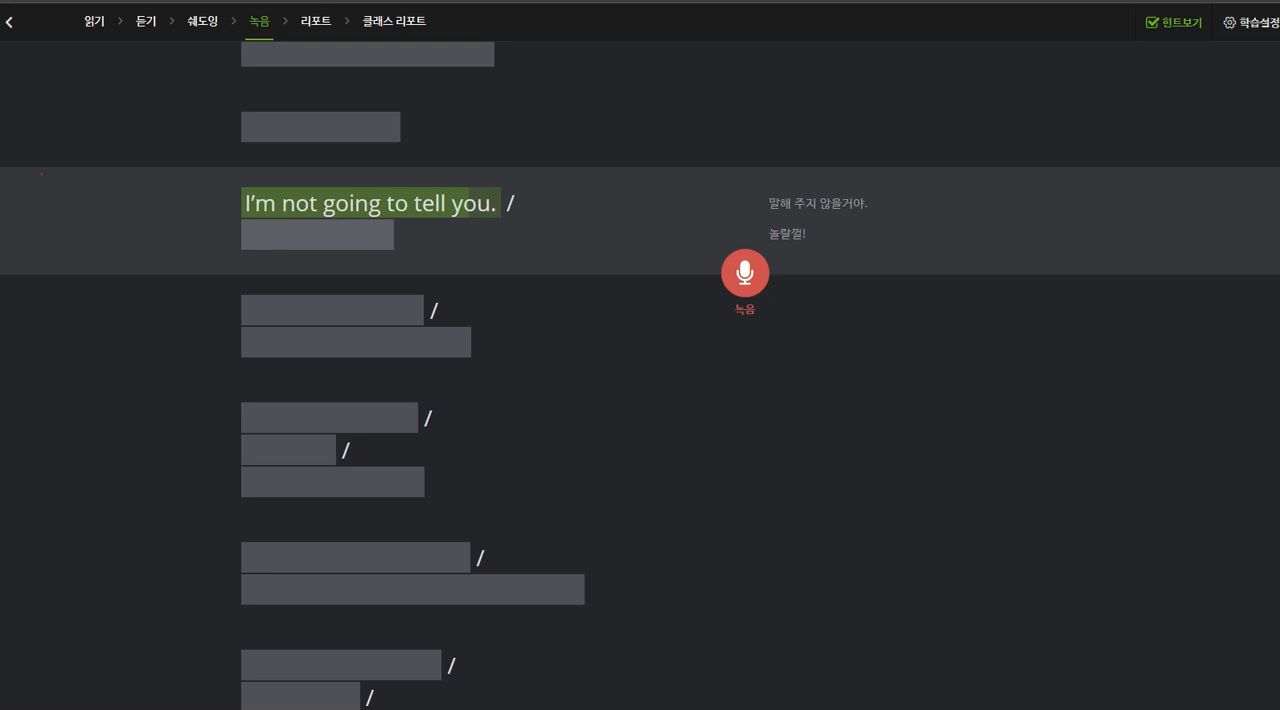 읽기 > 듣기 > 쉐도잉 > 녹음 > 리포트 > 클래스 리포트
힌트보기
학습설정
I'm not going to tell you. /
말해 주지 않을거야.
놀랄껄!
녹음
/
/
/
/
/
/